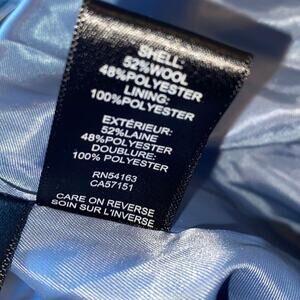 SHELL:
52%WOOL
48%POLYESTER
LINING:
100%POLYESTER
EXTÉRIEUR:
52%LAINE
48%POLYESTER
DOUBLURE:
100% POLYESTER
RN54163
CA57151
CARE ON REVERSE
SOIN SUR L'INVERSE